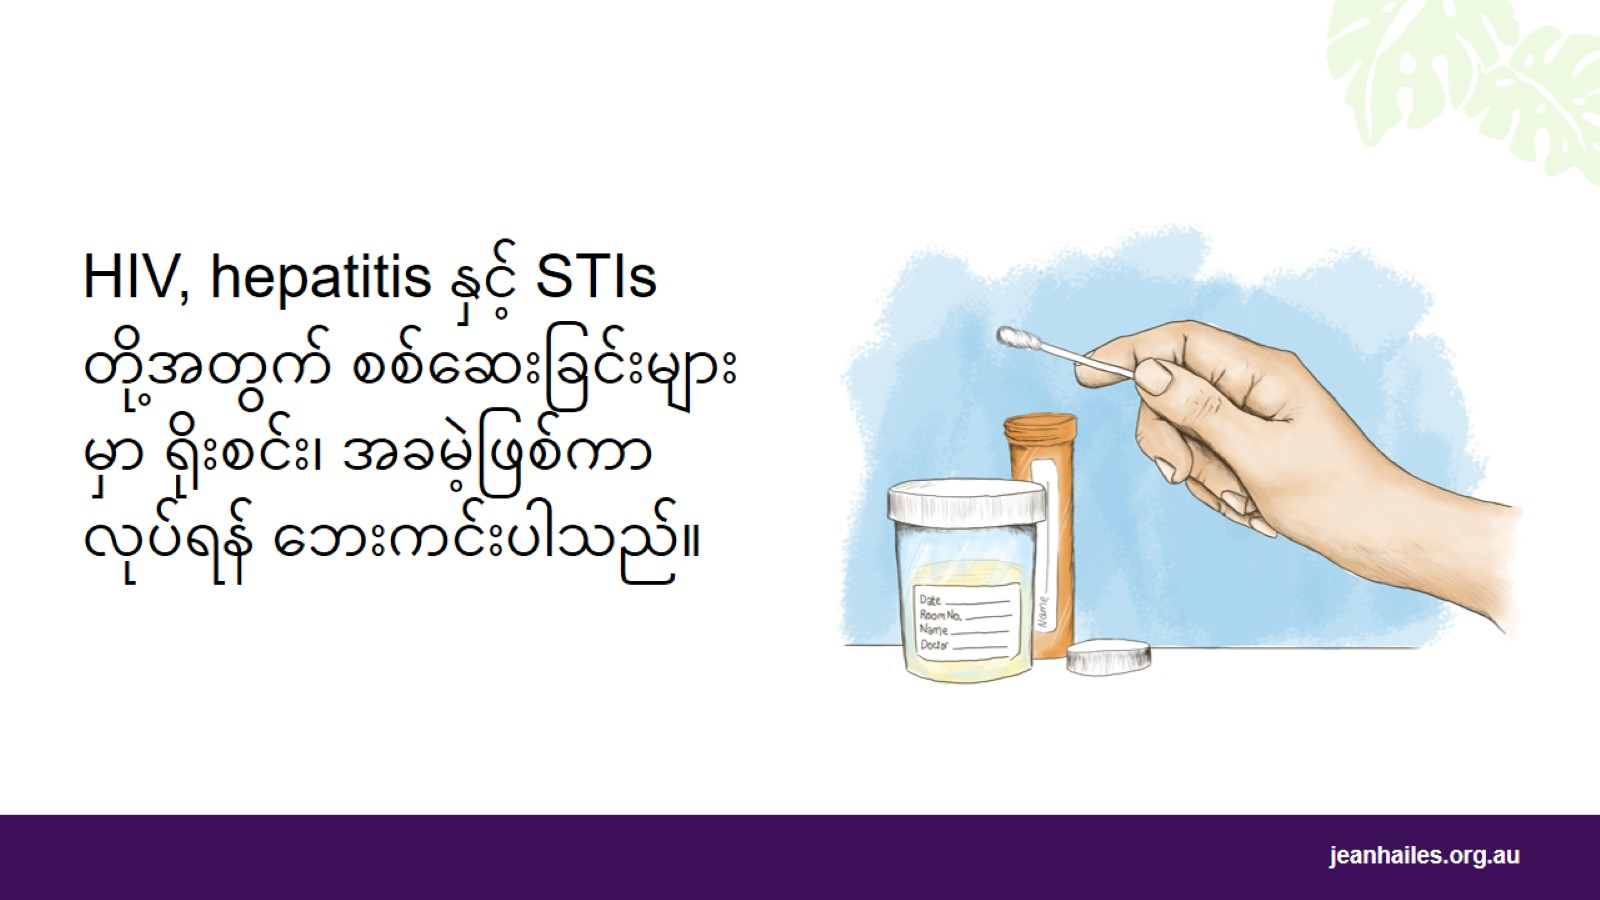 HIV, hepatitis နှင့် STIs
တို့အတွက် စစ်ဆေးခြင်းများ
မှာ ရိုးစင်း၊ အခမဲ့ဖြစ်ကာ
လုပ်ရန် ဘေးကင်းပါသည်။
Date
Room No.
Name
Doctor
Name
jeanhailes.org.au